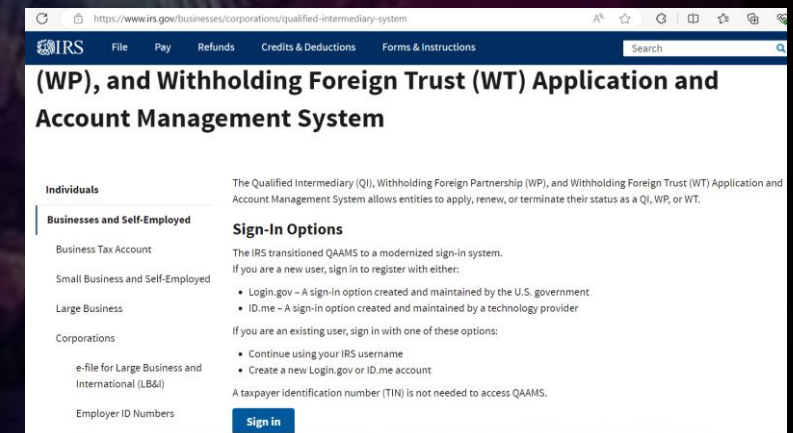 https://www.irs.gov/businesses/corporations/qualified-intermediary-system
IRS File Pay Refunds Credits & Deductions Forms & Instructions Search
(WP), and Withholding Foreign Trust (WT) Application and
Account Management System
Individuals
Businesses and Self-Employed
Business Tax Account
Small Business and Self-Employed
Large Business
Corporations
e-file for Large Business and
International (LB&I)
Employer ID Numbers
The Qualified Intermediary (QI), Withholding Foreign Partnership (WP), and Withholding Foreign Trust (WT) Application and
Account Management System allows entities to apply, renew, or terminate their status as a QI, WP, or WT.
Sign-In Options
The IRS transitioned QAAMS to a modernized sign-in system.
If you are a new user, sign in to register with either:
• Login.gov – A sign-in option created and maintained by the U.S. government
• ID.me – A sign-in option created and maintained by a technology provider
If you are an existing user, sign in with one of these options:
• Continue using your IRS username
• Create a new Login.gov or ID.me account
A taxpayer identification number (TIN) is not needed to access QAAMS.
Sign in